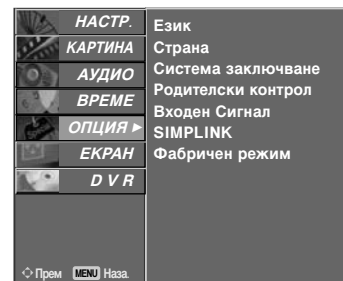 НАСТР.
КАРТИНА
АУДИО
ВРЕМЕ
ОПЦИЯ ►
ЕКРАН
D V R
Прем MENU Наза.
Език
Страна
Система заключване
Родителски контрол
Входен Сигнал
SIMPLINK
Фабричен режим